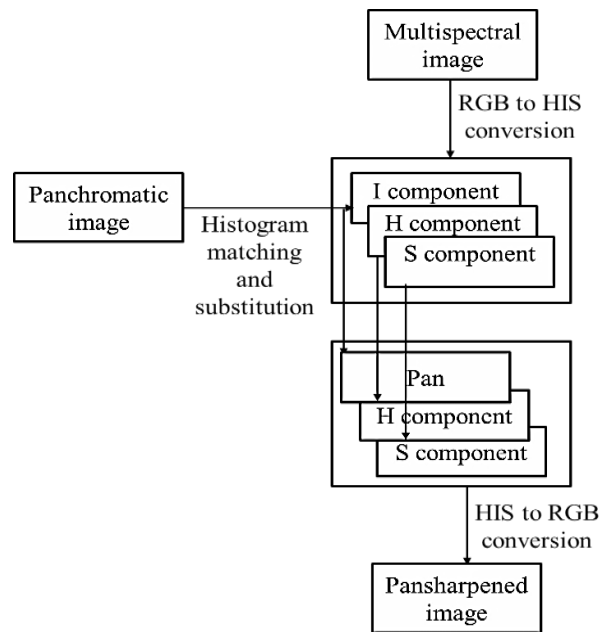 Multispectral
image
RGB to HIS
conversion
Panchromatic
image
Histogram
matching
and
substitution
I component
H component
S component
Pan
H component
S component
HIS to RGB
conversion
Pansharpened
image